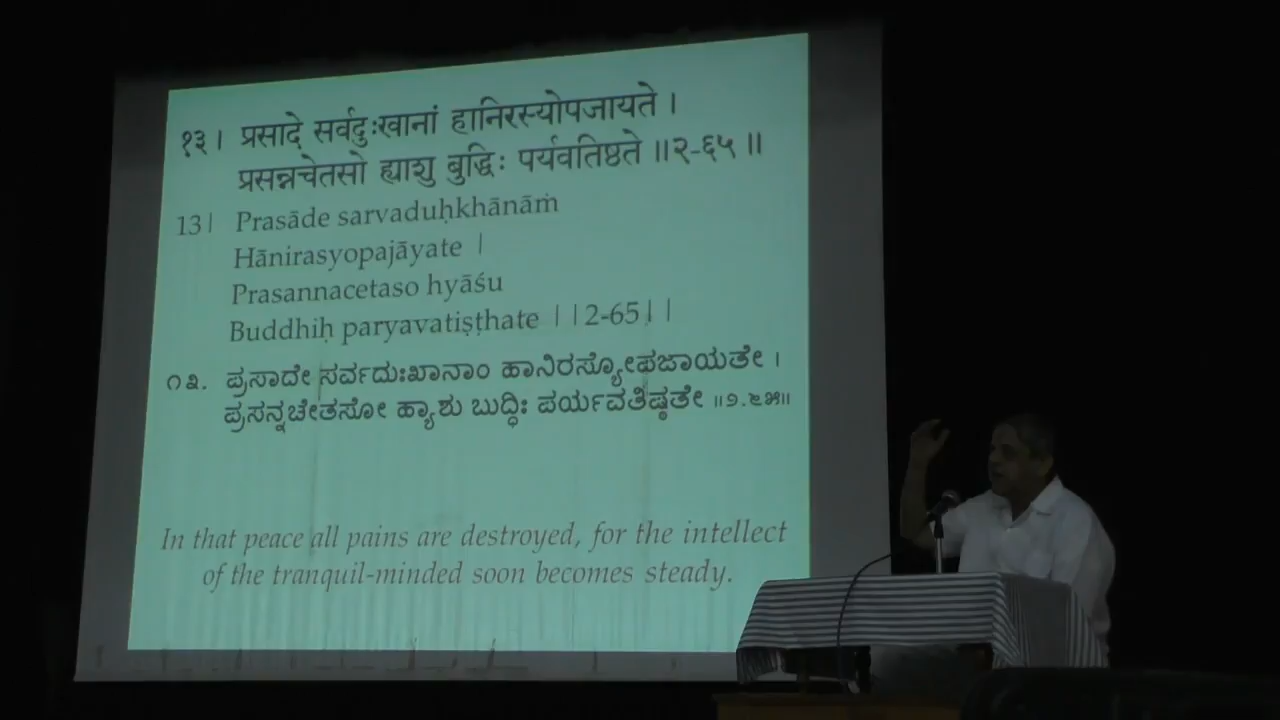 १३। प्रसादे सर्वदुःखानां हानिरस्योपजायते ।
प्रसन्नचेतसो ह्याशु बुद्धिः पर्यवतिष्ठते ॥२-६५॥
13| Prasāde sarvaduḥkhānāṁ
Hānirasyopajāyate |
Prasannacetaso hyāśu
Buddhiḥ paryavatiṣṭhate ||2-65||
೧೩. ಪ್ರಸಾದೇ ಸರ್ವದುಃಖಾನಾಂ ಹಾನಿರಸ್ಯೋಪಜಾಯತೇ ।
ಪ್ರಸನ್ನಚೇತಸೋ ಹ್ಯಾಶು ಬುದ್ಧಿಃ ಪರ್ಯವತಿಷ್ಠತೇ ॥೨.೬೫॥
In that peace all pains are destroyed, for the intellect
of the tranquil-minded soon becomes steady.